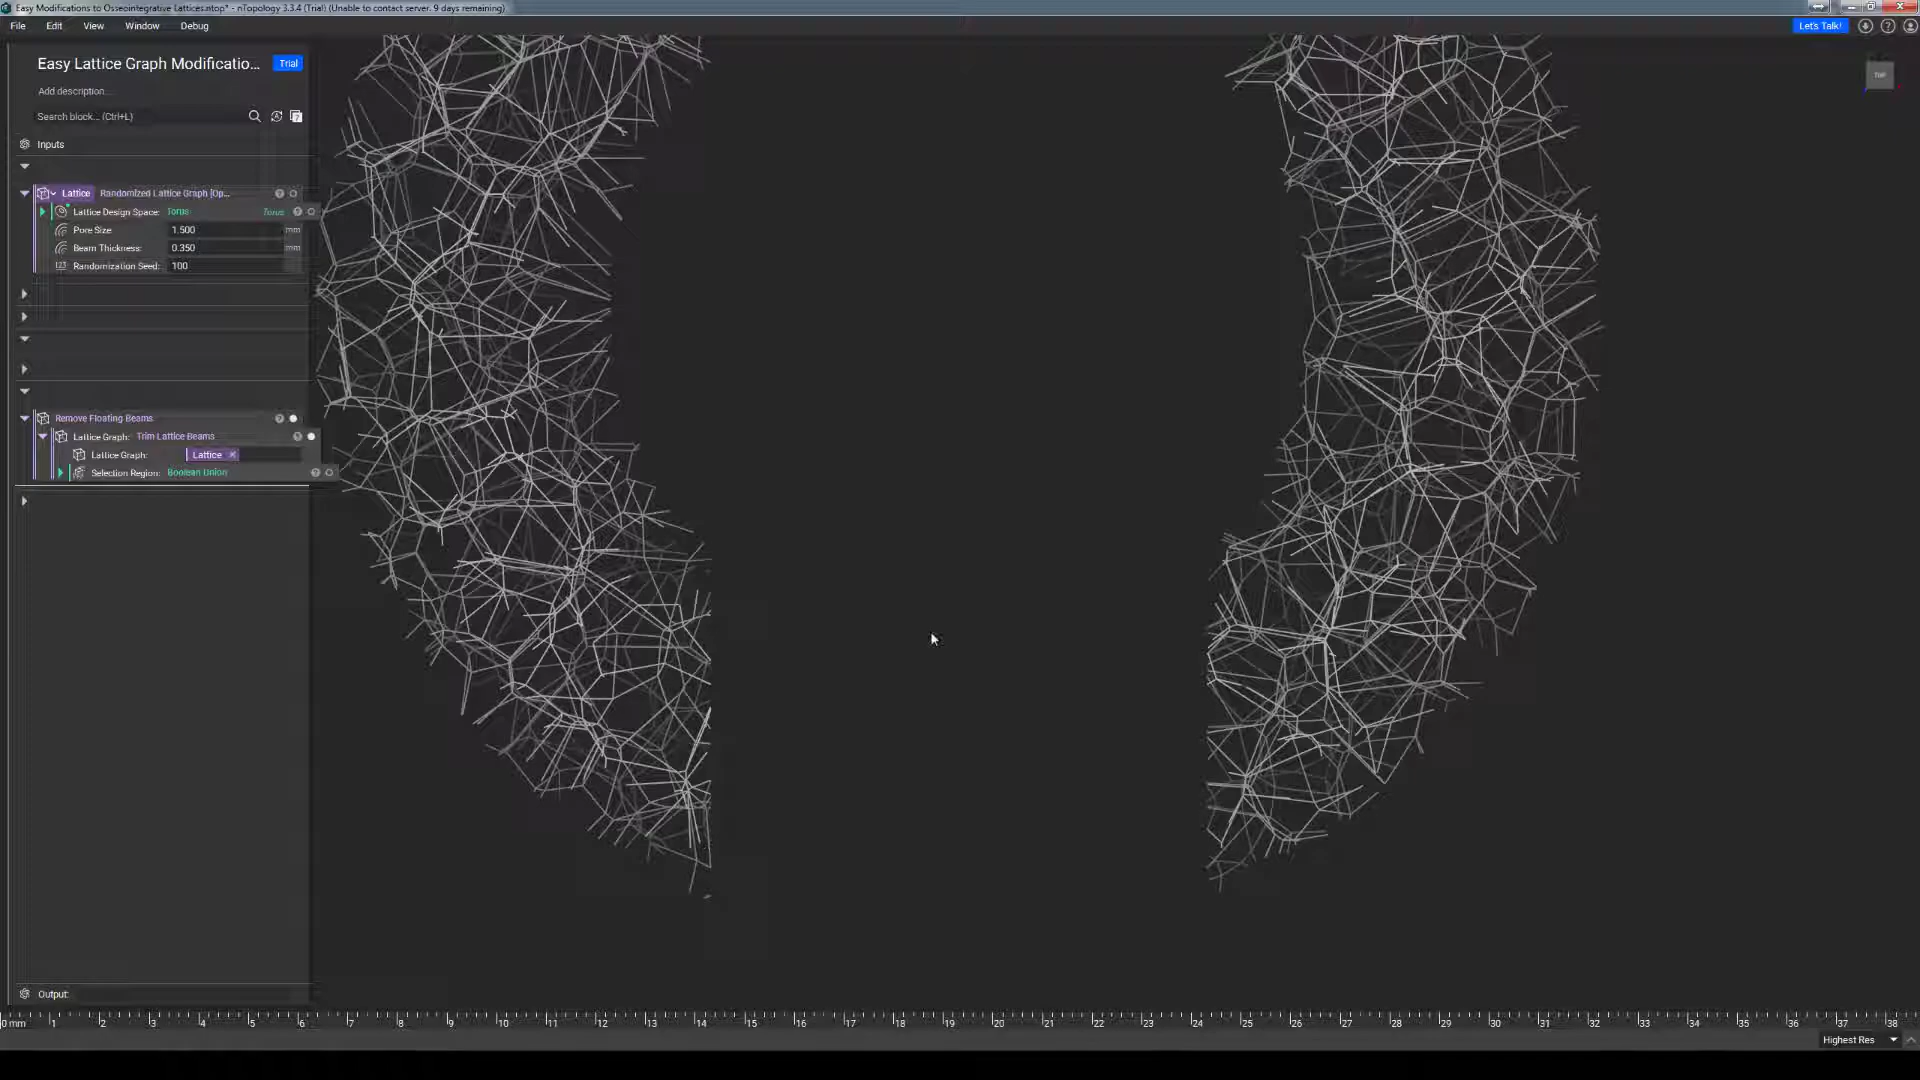 Easy Modifications to Osseointegrative Lattices.ntop* - nTopology 3.3.4 (Trial) (Unable to contact server. 9 days remaining)
File Edit View Window Debug
Let's Talk!
Easy Lattice Graph Modificatio... Trial
Add description...
Search block... (Ctrl+L)
Inputs
Lattice Randomized Lattice Graph [Op...
Lattice Design Space: Torus Torus
Pore Size 1.500 mm
Beam Thickness: 0.350 mm
123 Randomization Seed: 100
Remove Floating Beams
Lattice Graph: Trim Lattice Beams
Lattice Graph: Lattice
Selection Region: Boolean Union
Output:
0 mm 1 2 3 4 5 6 7 8 9 10 11 12 13 14 15 16 17 18 19 20 21 22 23 24 25 26 27 28 29 30 31 32 33 34 35 36 37 38
Highest Res